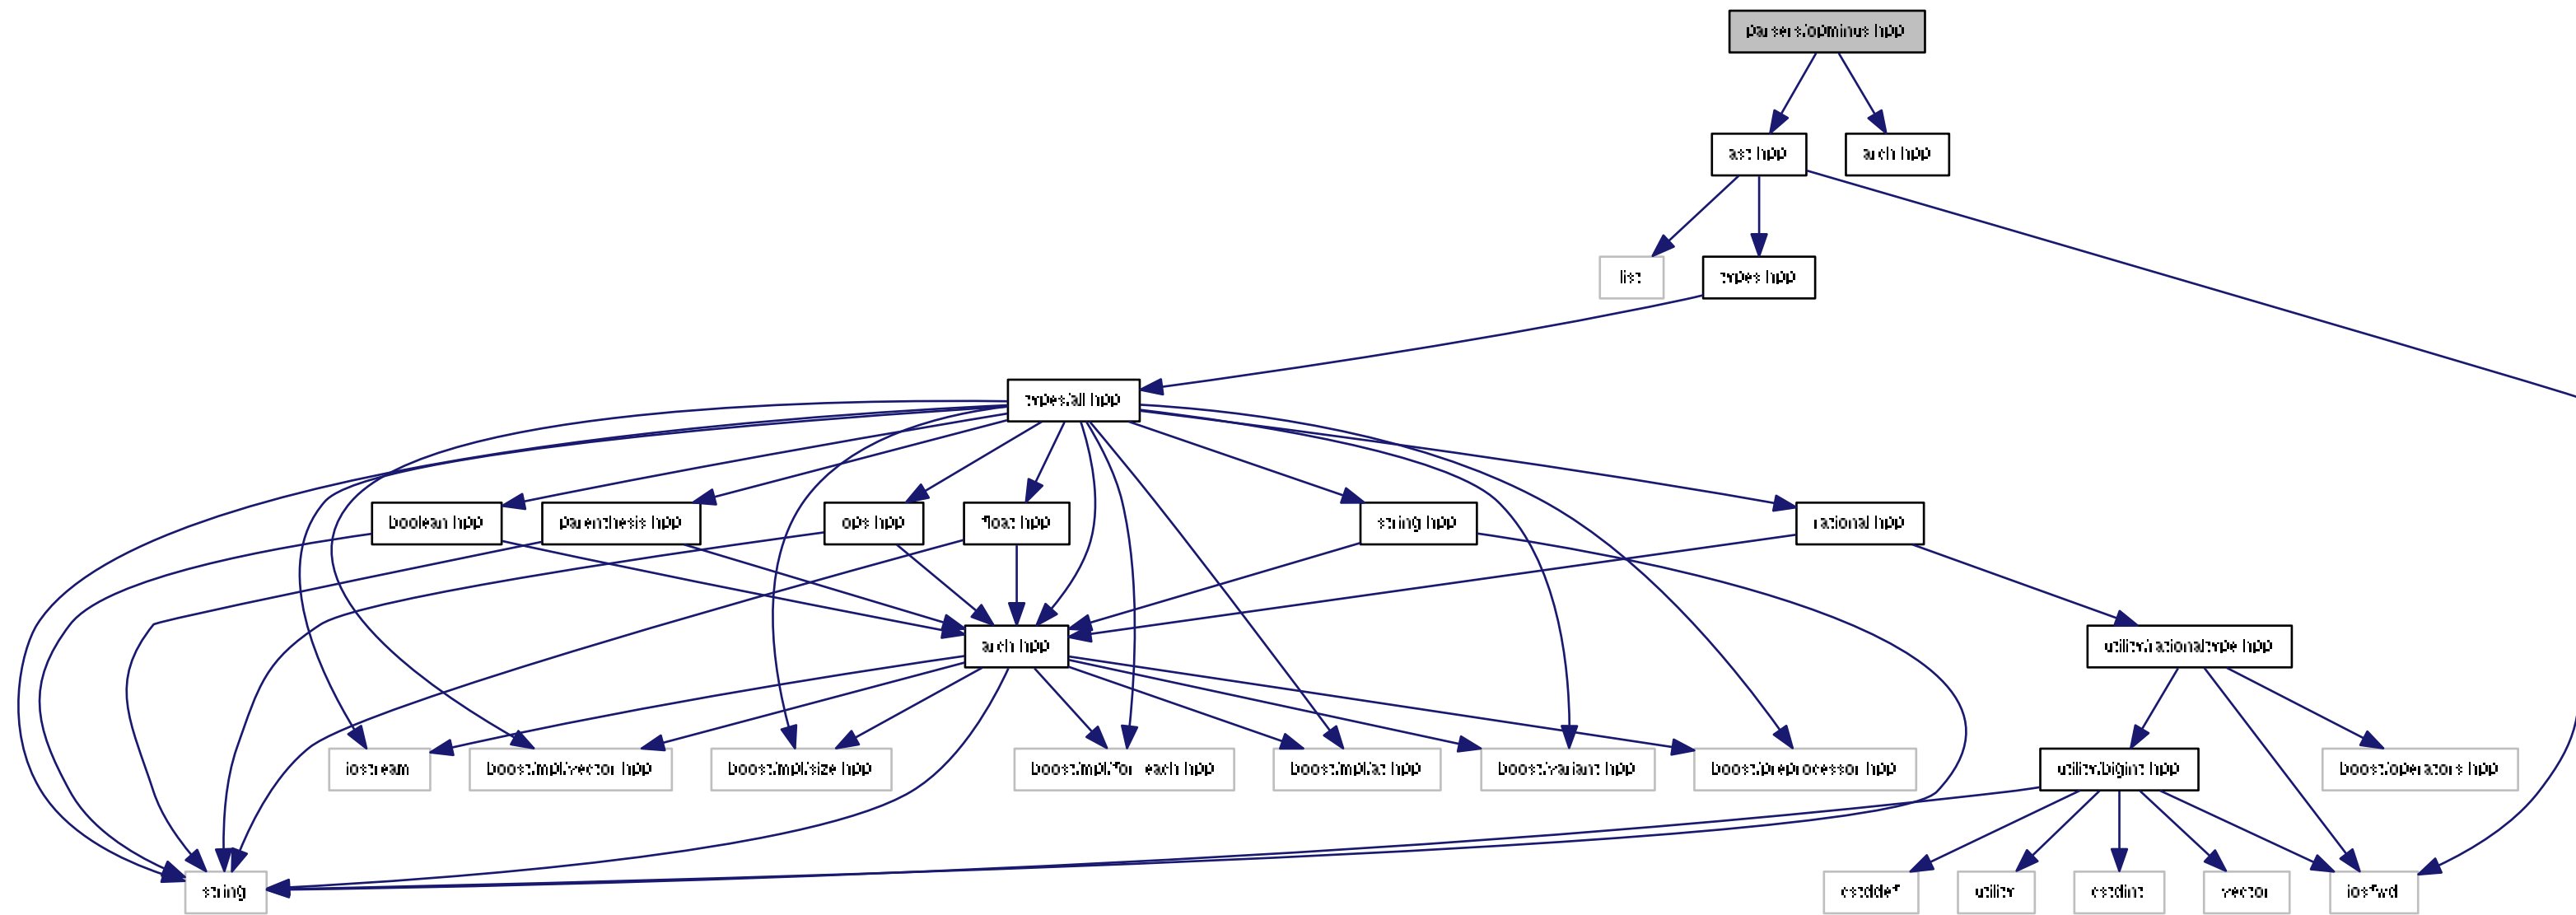 parsers/opminus.hpp
ast.hpp
arch.hpp
list
types.hpp
types/all.hpp
boolean.hpp
parenthesis.hpp
ops.hpp
float.hpp
string.hpp
rational.hpp
arch.hpp
utility/rationaltype.hpp
iostream
boost/mpl/vector.hpp
boost/mpl/size.hpp
boost/mpl/for_each.hpp
boost/mpl/at.hpp
boost/variant.hpp
boost/preprocessor.hpp
utility/bigint.hpp
boost/operators.hpp
string
cstddef
utility
cstdint
vector
iosfwd